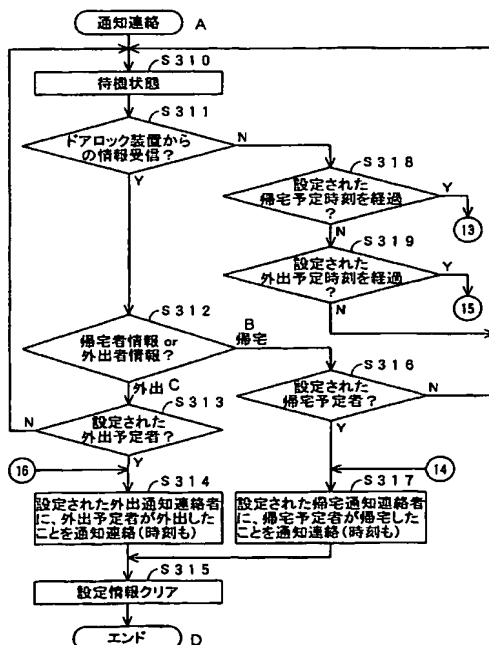 通知連絡 A
S310
待機状態
S311
ドアロック装置から
の情報受信？
N
Y
S318
設定された
帰宅予定時刻を経過
？
Y
13
N
S319
設定された
外出予定時刻を経過
？
Y
15
N
S312
帰宅者情報 or
外出者情報？
B
帰宅
外出 C
S316
設定された
帰宅予定者？
N
Y
S313
設定された
外出予定者？
N
Y
16
14
S314
設定された外出通知連絡者
に、外出予定者が外出した
ことを通知連絡（時刻も）
S317
設定された帰宅通知連絡者
に、帰宅予定者が帰宅した
ことを通知連絡（時刻も）
S315
設定情報クリア
エンド D